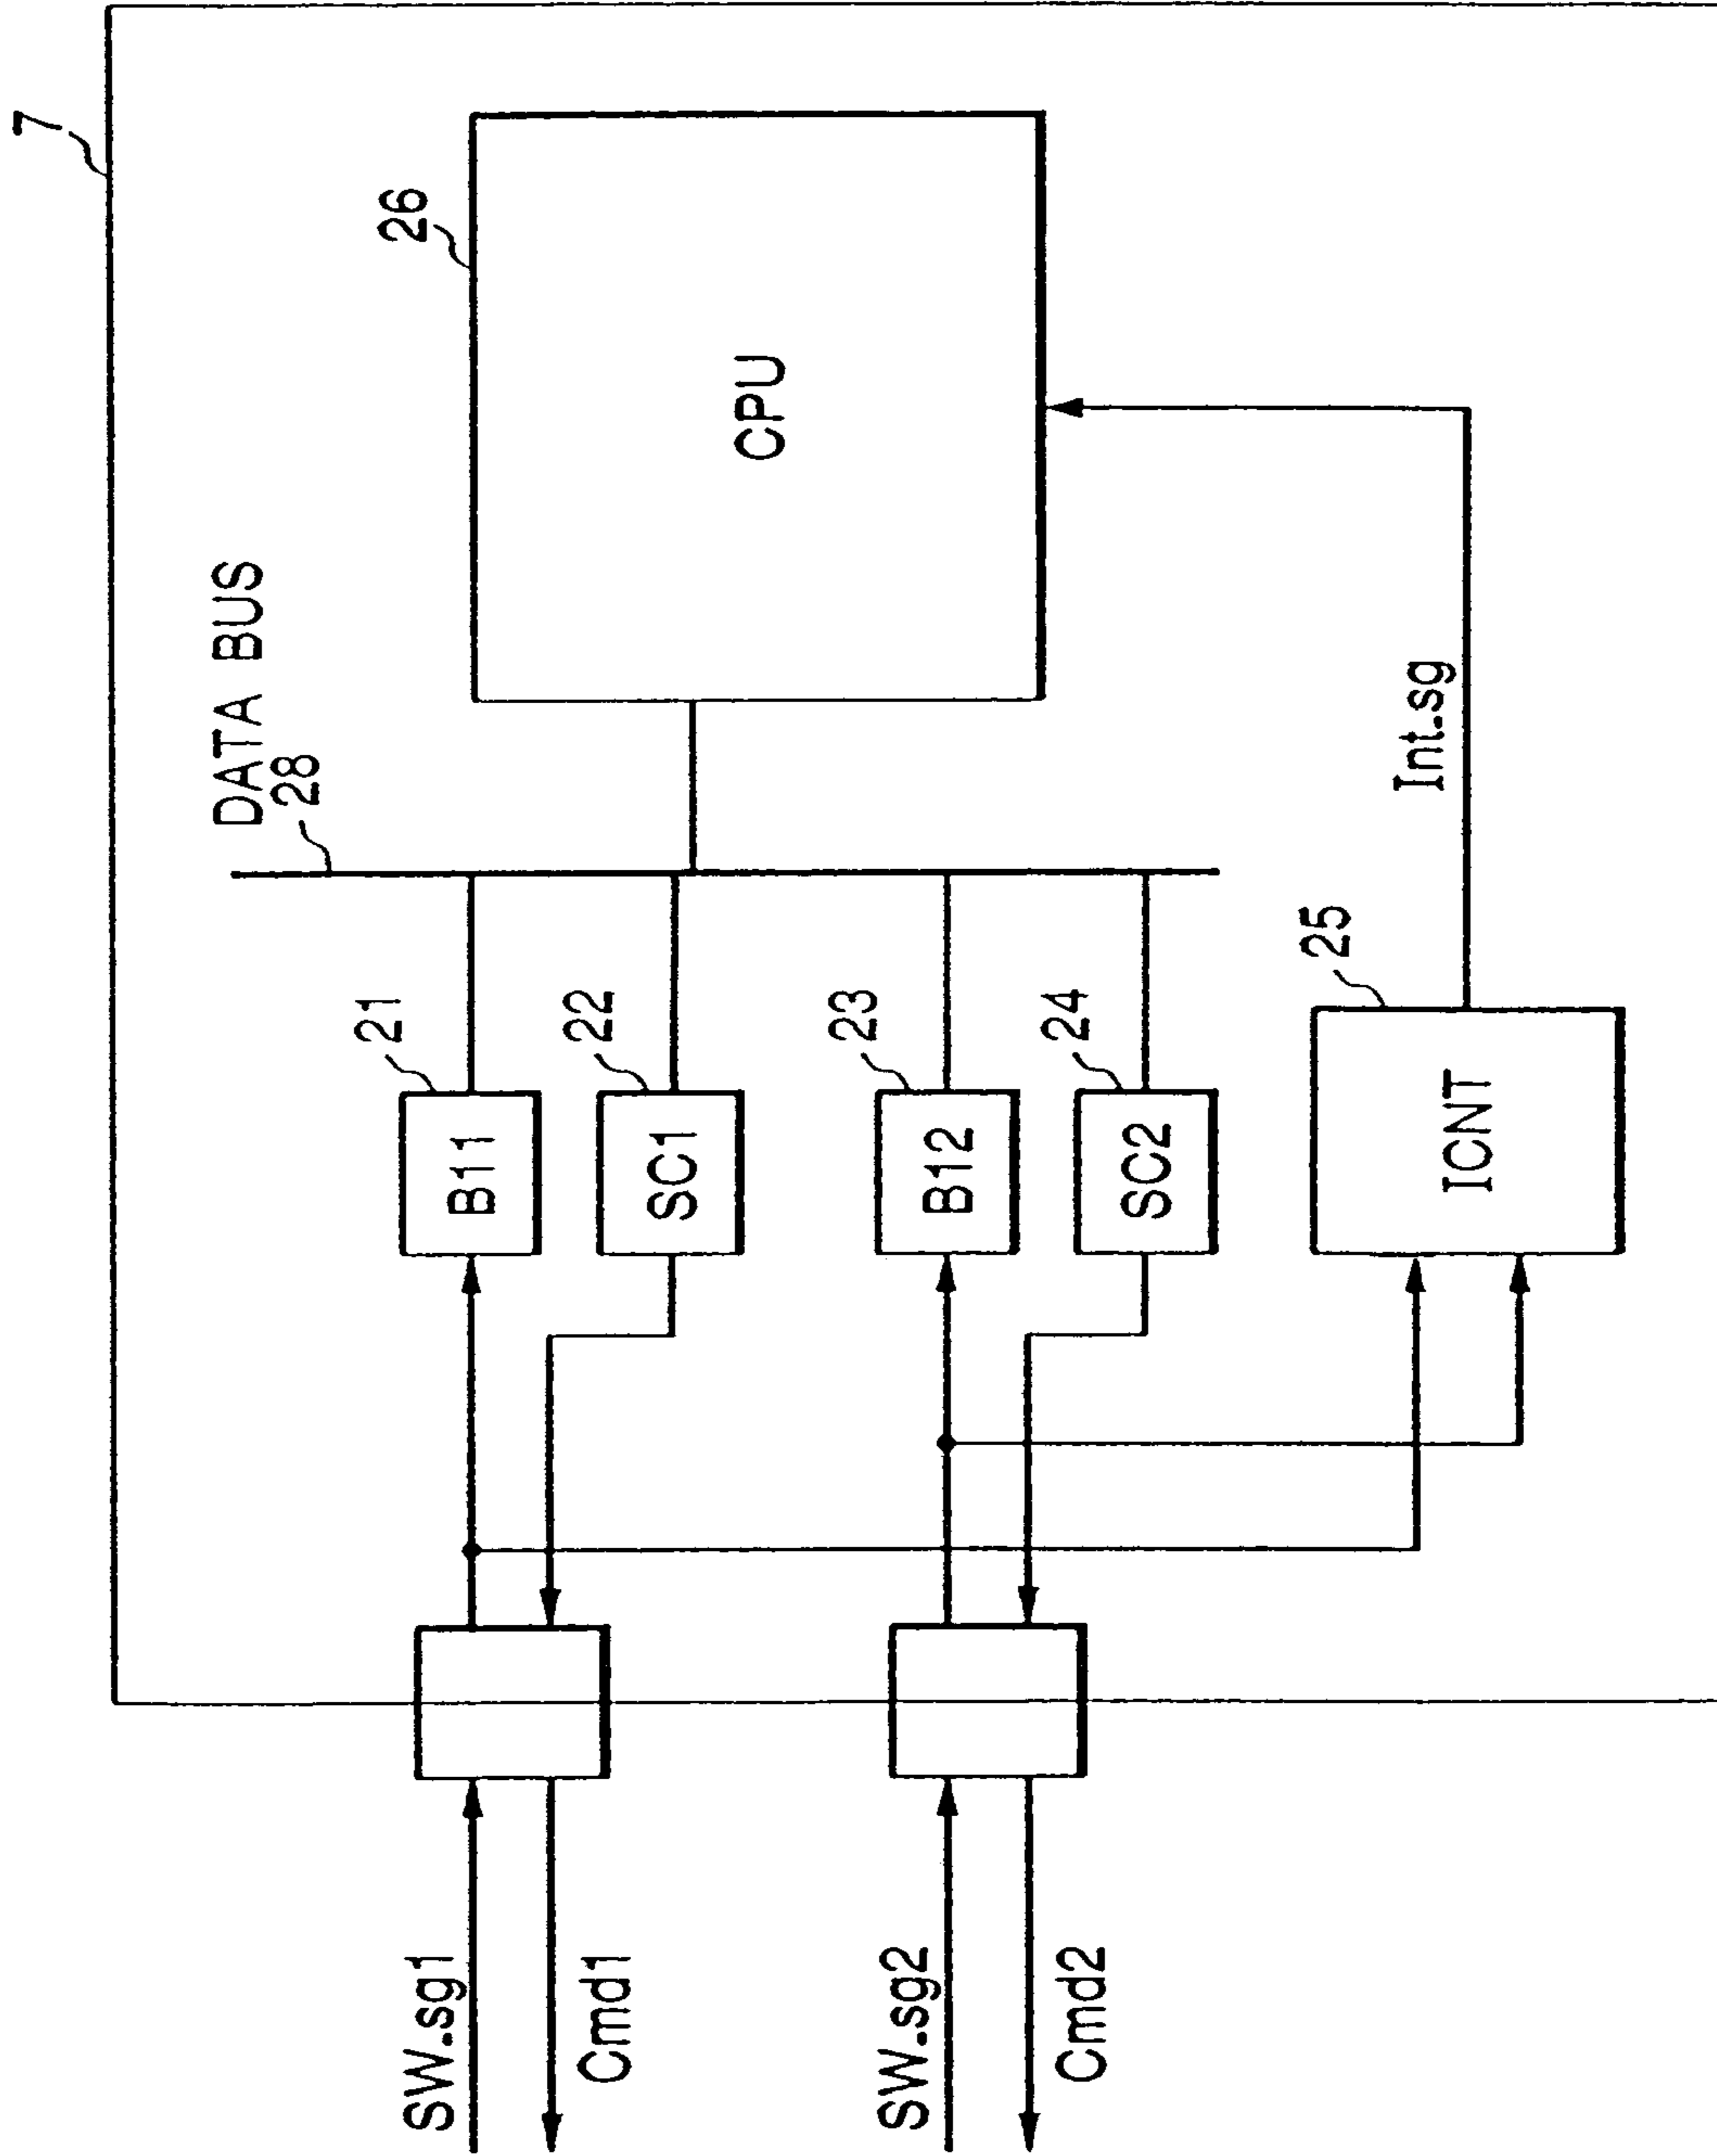 7
26
CPU
DATA BUS
28
21
B11
22
SC1
23
B12
24
SC2
25
ICNT
Int.sg
SW.sg1
Cmd1
SW.sg2
Cmd2